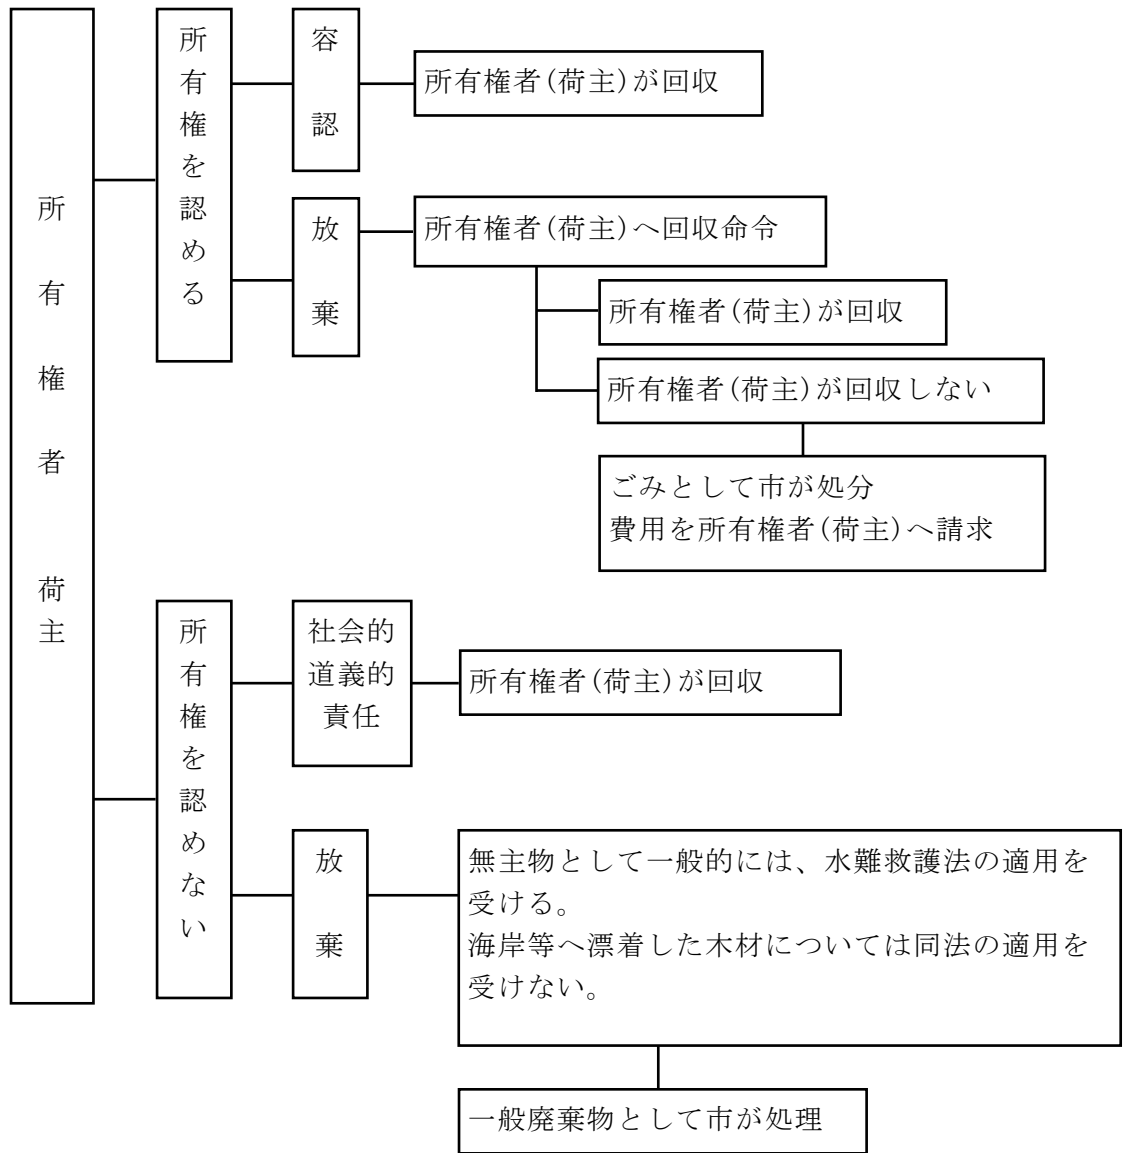 所有権者 荷主
所有権を認める
容認
所有権者(荷主)が回収
放棄
所有権者(荷主)へ回収命令
所有権者(荷主)が回収
所有権者(荷主)が回収しない
ごみとして市が処分
費用を所有権者(荷主)へ請求
所有権を認めない
社会的
道義的
責任
所有権者(荷主)が回収
放棄
無主物として一般的には、水難救護法の適用を
受ける。
海岸等へ漂着した木材については同法の適用を
受けない。
一般廃棄物として市が処理